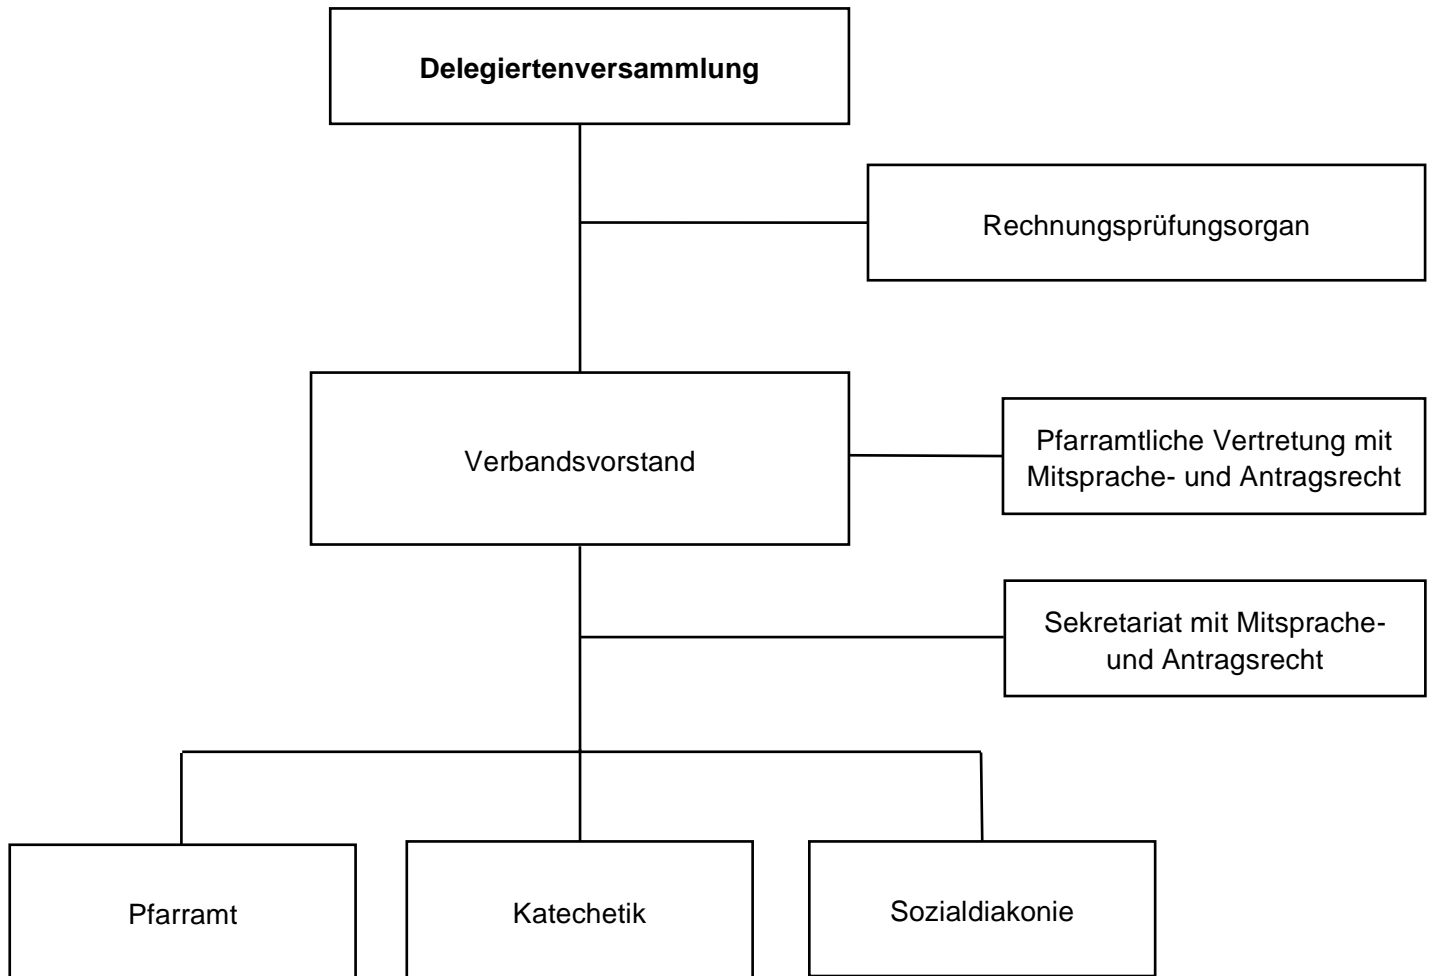 Delegiertenversammlung
Rechnungsprüfungsorgan
Verbandsvorstand
Pfarramtliche Vertretung mit
Mitsprache- und Antragsrecht
Sekretariat mit Mitsprache-
und Antragsrecht
Pfarramt
Katechetik
Sozialdiakonie